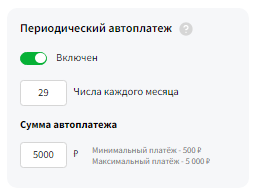 Периодический автоплатеж ?
Включен
29 Числа каждого месяца
Сумма автоплатежа
5000 ₽ Минимальный платёж - 500 ₽
Максимальный платёж - 5 000 ₽